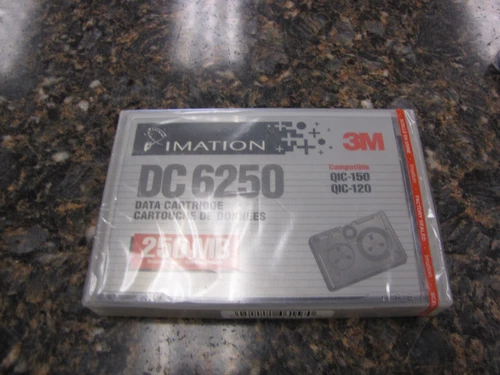 IMATION
3M
DC 6250
DATA CARTRIDGE
CARTOUCHE DE DONNÉES
250MB
Compatible
QIC-150
QIC-120